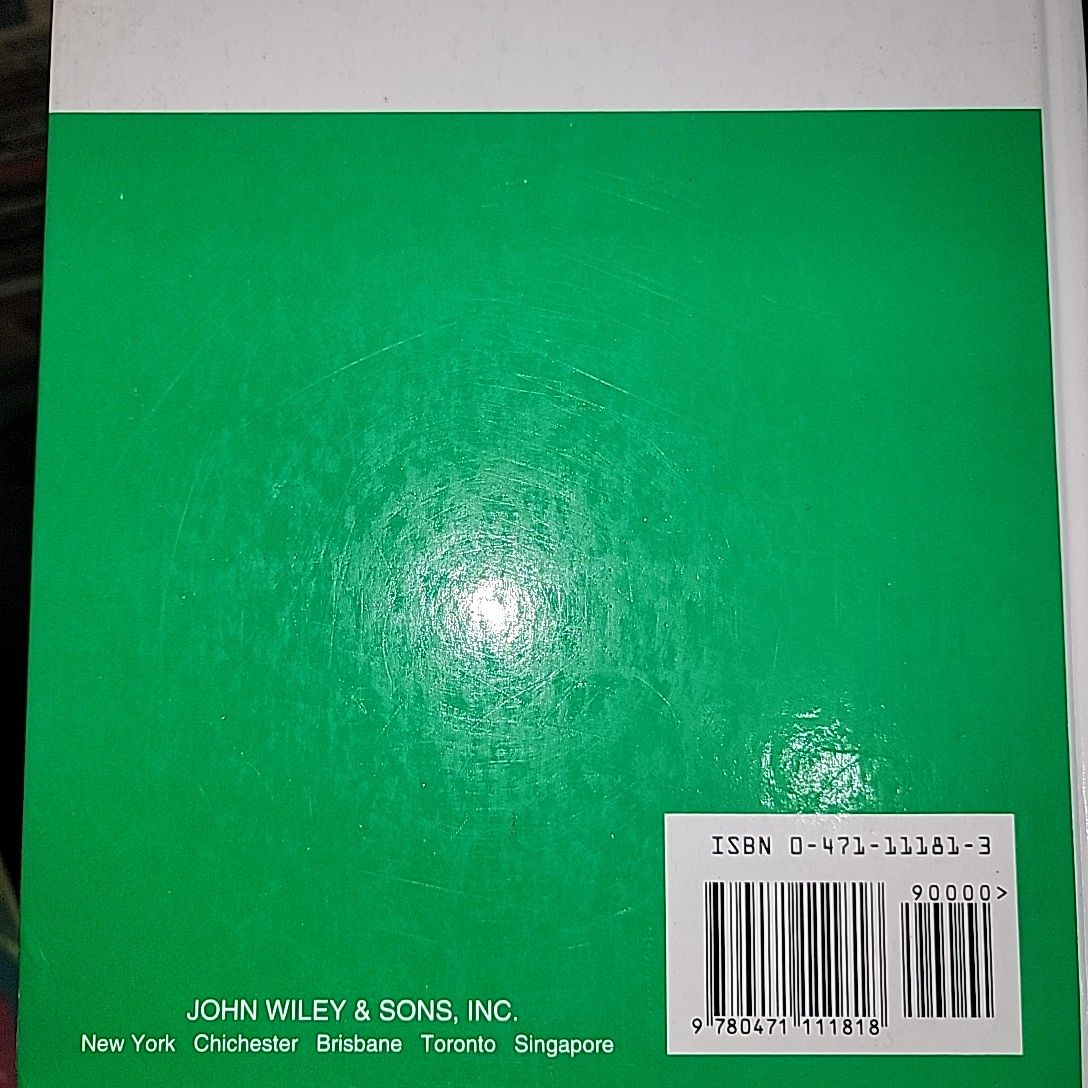 ISBN 0-471-11181-3
90000>
9 780471 111818
JOHN WILEY & SONS, INC.
New York Chichester Brisbane Toronto Singapore